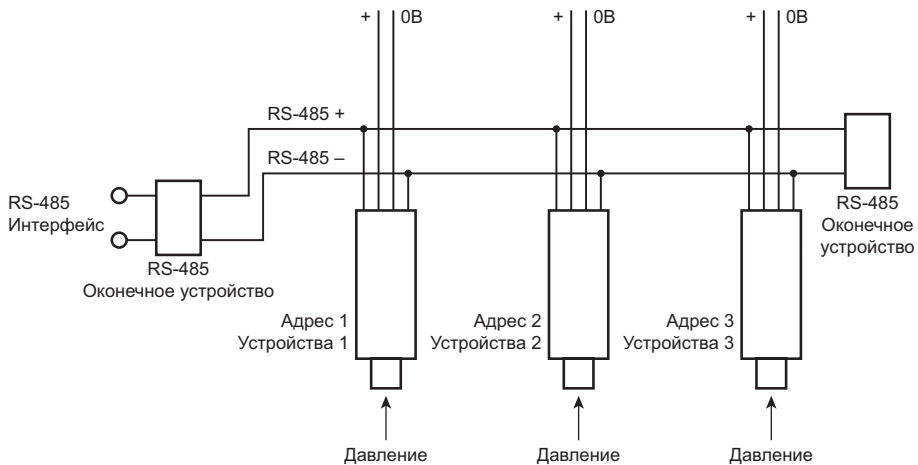 + 0В
+ 0В
+ 0В
RS-485 +
RS-485 –
RS-485
Интерфейс
RS-485
Оконечное устройство
RS-485
Оконечное
устройство
Адрес 1
Устройства 1
Адрес 2
Устройства 2
Адрес 3
Устройства 3
Давление
Давление
Давление